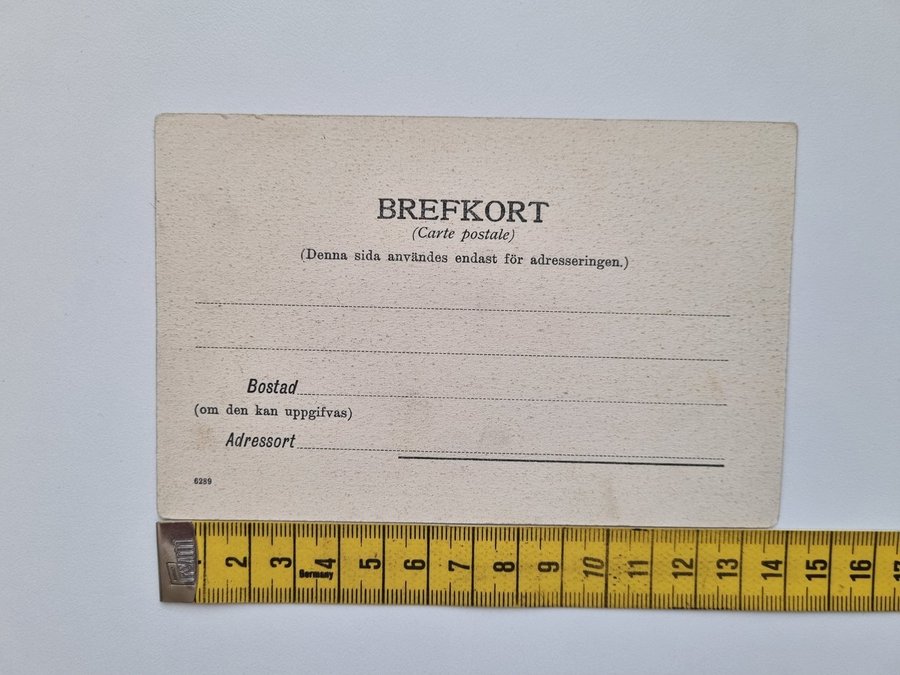 BREFKORT
(Carte postale)
(Denna sida användes endast för adresseringen.)
Bostad
(om den kan uppgifvas)
Adressort
6289
2 3 4 5 6 7 8 9 10 11 12 13 14 15 16
Germany